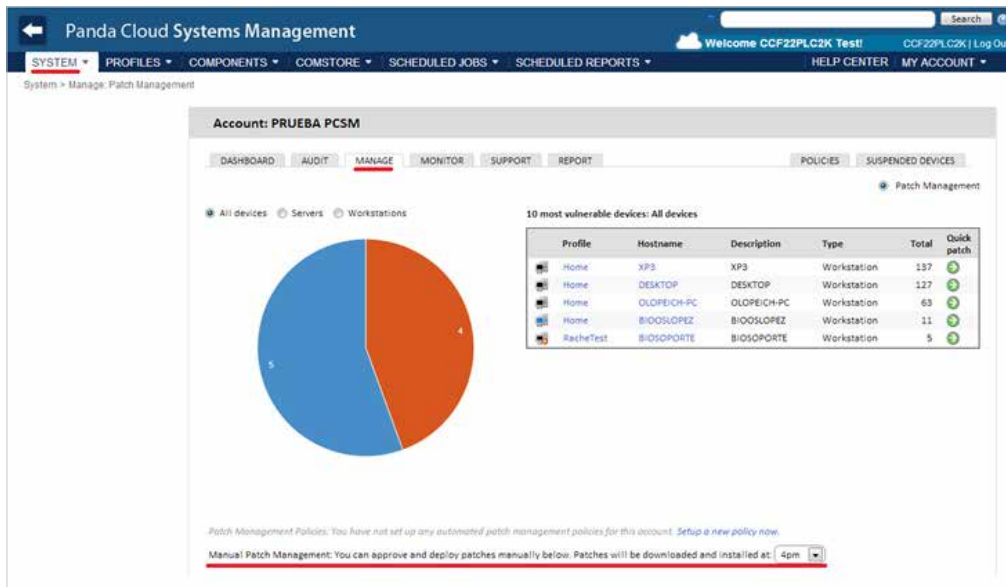 Search
Panda Cloud Systems Management
Welcome CCF22PLC2K Test!
CCF22PLC2K | Log Ou
SYSTEM PROFILES COMPONENTS COMSTORE SCHEDULED JOBS SCHEDULED REPORTS HELP CENTER MY ACCOUNT
System > Manage: Patch Management
Account: PRUEBA PCSM
DASHBOARD AUDIT MANAGE MONITOR SUPPORT REPORT POLICIES SUSPENDED DEVICES
Patch Management
All devices Servers Workstations
10 most vulnerable devices: All devices
Profile Hostname Description Type Total Quick patch
Home XP3 XP3 Workstation 137
Home DESKTOP DESKTOP Workstation 127
Home OLOPEICH-PC OLOPEICH-PC Workstation 63
Home BIOOSLOPEZ BIOOSLOPEZ Workstation 11
RacheTest BIOSOPORTE BIOSOPORTE Workstation 5
4
5
Patch Management Policies: You have not set up any automated patch management policies for this account. Setup a new policy now.
Manual Patch Management: You can approve and deploy patches manually below. Patches will be downloaded and installed at: 4pm